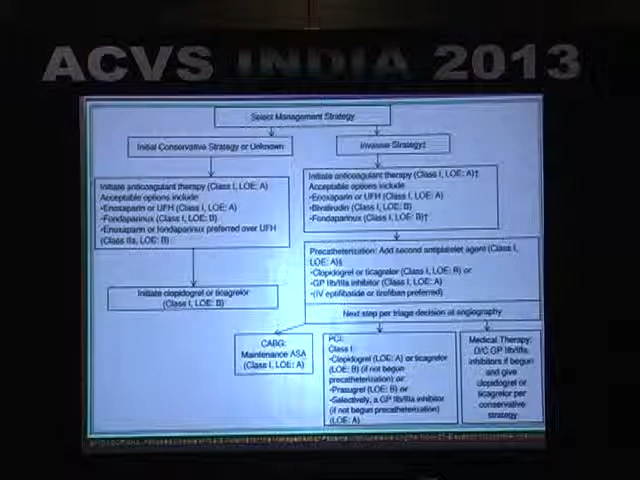 ACVS INDIA 2013
Select Management Strategy
Initial Conservative Strategy or Unknown
Invasive Strategy‡
Initiate anticoagulant therapy (Class I, LOE: A)
Acceptable options include
•Enoxaparin or UFH (Class I, LOE: A)
•Fondaparinux (Class I, LOE: B)
•Enoxaparin or fondaparinux preferred over UFH
(Class IIa, LOE: B)
Initiate anticoagulant therapy (Class I, LOE: A)†
Acceptable options include
•Enoxaparin or UFH (Class I, LOE: A)
•Bivalirudin (Class I, LOE: B)
•Fondaparinux (Class I, LOE: B)†
Precatheterization: Add second antiplatelet agent (Class I,
LOE: A)§
•Clopidogrel or ticagrelor (Class I, LOE: B) or
•GP IIb/IIIa inhibitor (Class I, LOE: A)
•(IV eptifibatide or tirofiban preferred)
Initiate clopidogrel or ticagrelor
(Class I, LOE: B)
Next step per triage decision at angiography
CABG:
Maintenance ASA
(Class I, LOE: A)
PCI:
Class I:
•Clopidogrel (LOE: A) or ticagrelor
(LOE: B) (if not begun
precatheterization) or
•Prasugrel (LOE: B) or
•Selectively, a GP IIb/IIIa inhibitor
(if not begun precatheterization)
(LOE: A)
Medical Therapy:
D/C GP IIb/IIIa
inhibitors if begun
and give
clopidogrel or
ticagrelor per
conservative
strategy